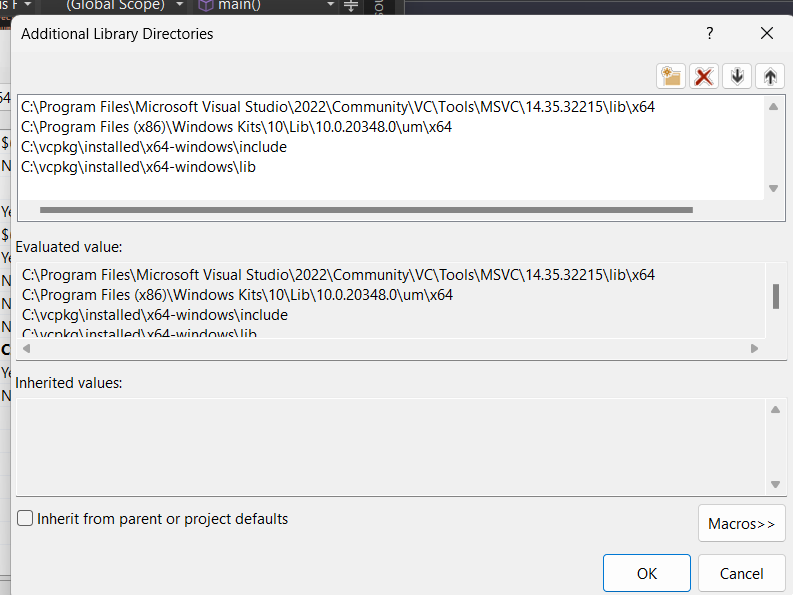 (Global Scope)
main()
Additional Library Directories
?
C:\Program Files\Microsoft Visual Studio\2022\Community\VC\Tools\MSVC\14.35.32215\lib\x64
C:\Program Files (x86)\Windows Kits\10\Lib\10.0.20348.0\um\x64
C:\vcpkg\installed\x64-windows\include
C:\vcpkg\installed\x64-windows\lib
Evaluated value:
C:\Program Files\Microsoft Visual Studio\2022\Community\VC\Tools\MSVC\14.35.32215\lib\x64
C:\Program Files (x86)\Windows Kits\10\Lib\10.0.20348.0\um\x64
C:\vcpkg\installed\x64-windows\include
C:\vcpkg\installed\x64-windows\lib
Inherited values:
Inherit from parent or project defaults
Macros>>
OK
Cancel